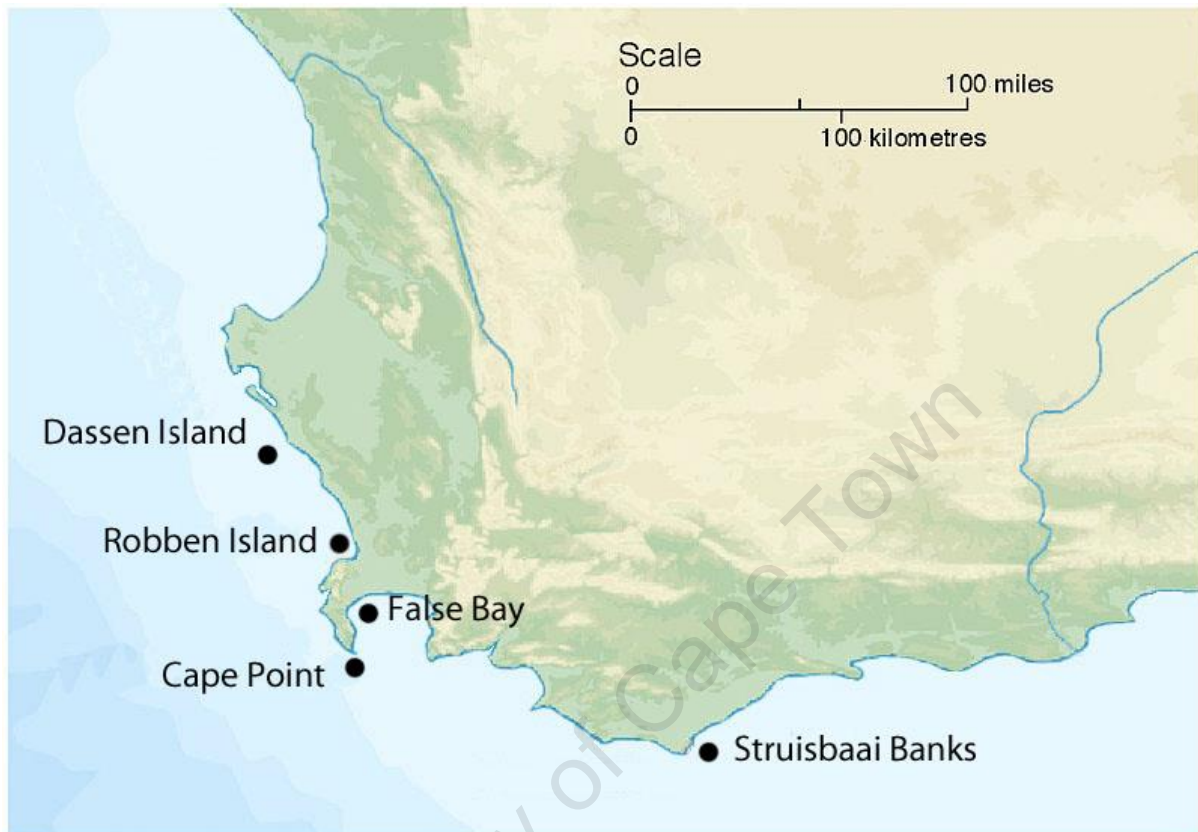 Scale
0 100 miles
0 100 kilometres
Dassen Island
Robben Island
False Bay
Cape Point
Struisbaai Banks
of Cape Town